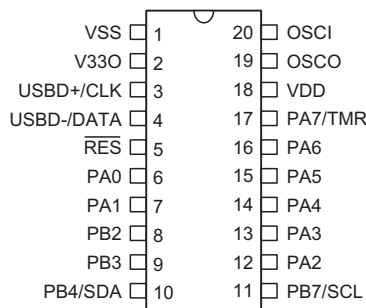 VSS 1 20 OSCI
V33O 2 19 OSCO
USBD+/CLK 3 18 VDD
USBD-/DATA 4 17 PA7/TMR
RES 5 16 PA6
PA0 6 15 PA5
PA1 7 14 PA4
PB2 8 13 PA3
PB3 9 12 PA2
PB4/SDA 10 11 PB7/SCL